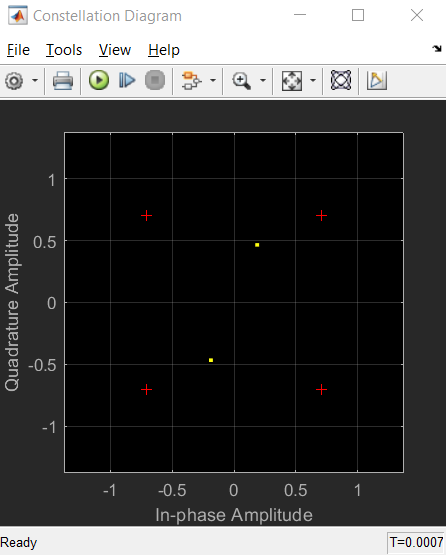 Constellation Diagram
File Tools View Help
Quadrature Amplitude
1
0.5
0
-0.5
-1
-1 -0.5 0 0.5 1
In-phase Amplitude
Ready T=0.0007